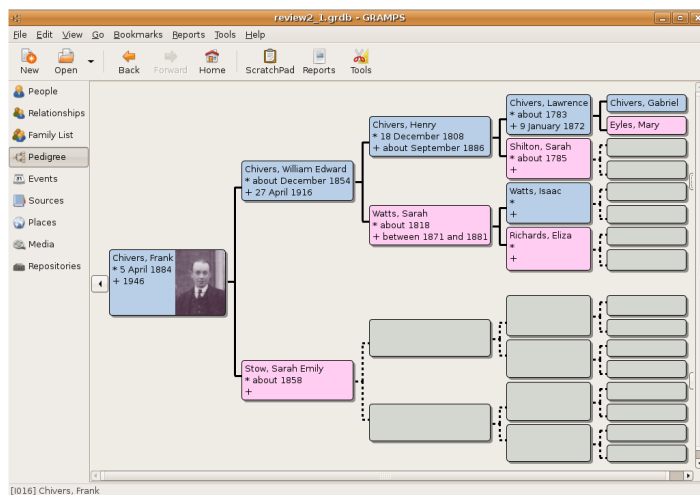 review2_1.grdb - GRAMPS
File Edit View Go Bookmarks Reports Tools Help
New Open Back Forward Home ScratchPad Reports Tools
People
Relationships
Family List
Pedigree
Events
Sources
Places
Media
Repositories
Chivers, Frank
* 5 April 1884
+ 1946
Chivers, William Edward
* about December 1854
+ 27 April 1916
Stow, Sarah Emily
* about 1858
+
Chivers, Henry
* 18 December 1808
+ about September 1886
Watts, Sarah
* about 1818
+ between 1871 and 1881
Chivers, Lawrence
* about 1783
+ 9 January 1872
Shilton, Sarah
* about 1785
+
Watts, Isaac
*
+
Richards, Eliza
*
+
Chivers, Gabriel
Eyles, Mary
[I016] Chivers, Frank